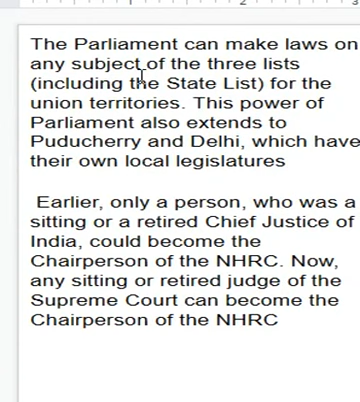 The Parliament can make laws on
any subject of the three lists
(including the State List) for the
union territories. This power of
Parliament also extends to
Puducherry and Delhi, which have
their own local legislatures
Earlier, only a person, who was a
sitting or a retired Chief Justice of
India, could become the
Chairperson of the NHRC. Now,
any sitting or retired judge of the
Supreme Court can become the
Chairperson of the NHRC